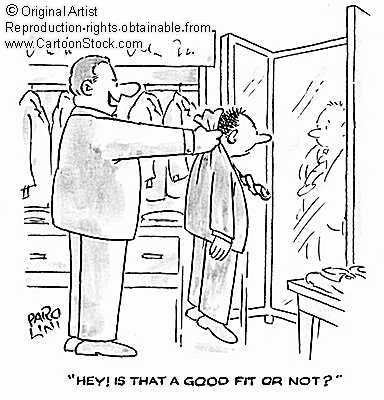 © Original Artist
Reproduction rights obtainable from
www.CartoonStock.com
PARO
LINI
"HEY! IS THAT A GOOD FIT OR NOT?"